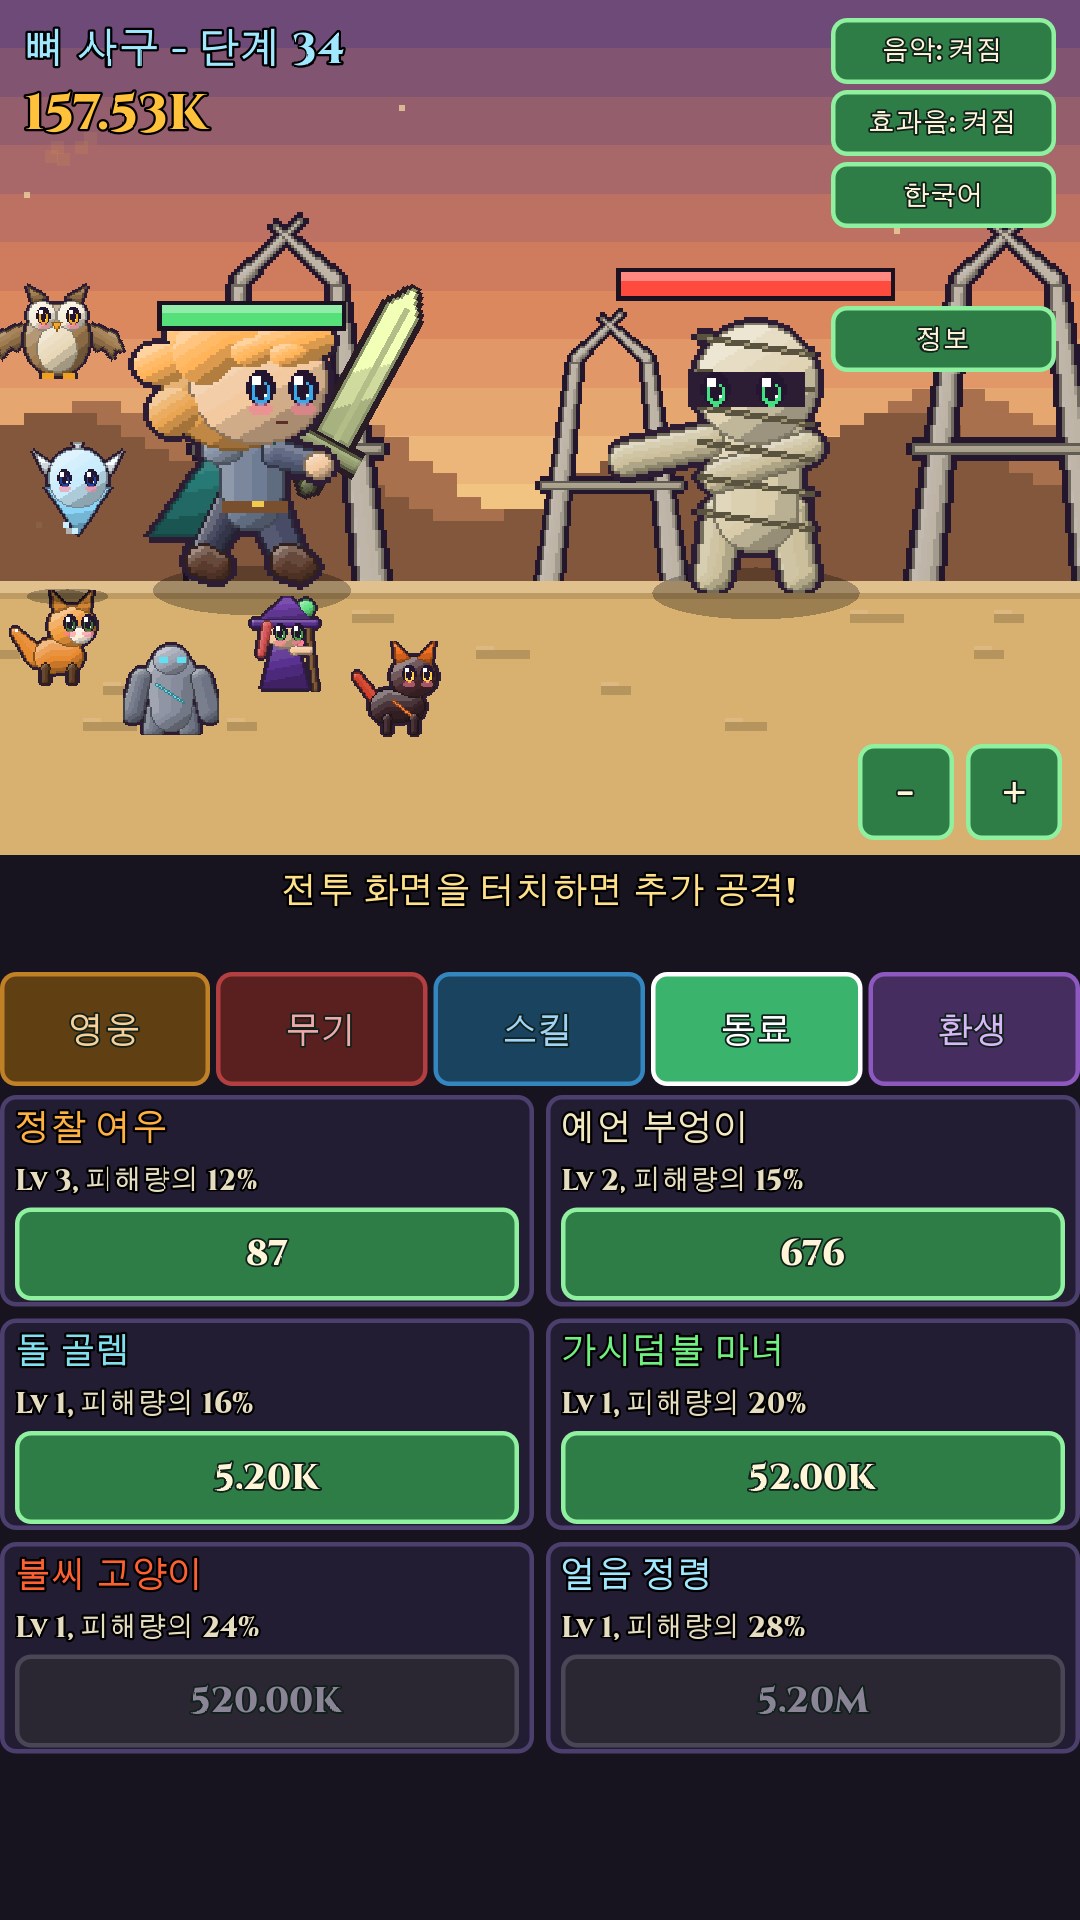 뼈 사구 - 단계 34
157.53K
음악: 켜짐
효과음: 켜짐
한국어
정보
-
+
전투 화면을 터치하면 추가 공격!
영웅
무기
스킬
동료
환생
정찰 여우
Lv 3, 피해량의 12%
87
예언 부엉이
Lv 2, 피해량의 15%
676
돌 골렘
Lv 1, 피해량의 16%
5.20K
가시덤불 마녀
Lv 1, 피해량의 20%
52.00K
불씨 고양이
Lv 1, 피해량의 24%
520.00K
얼음 정령
Lv 1, 피해량의 28%
5.20M